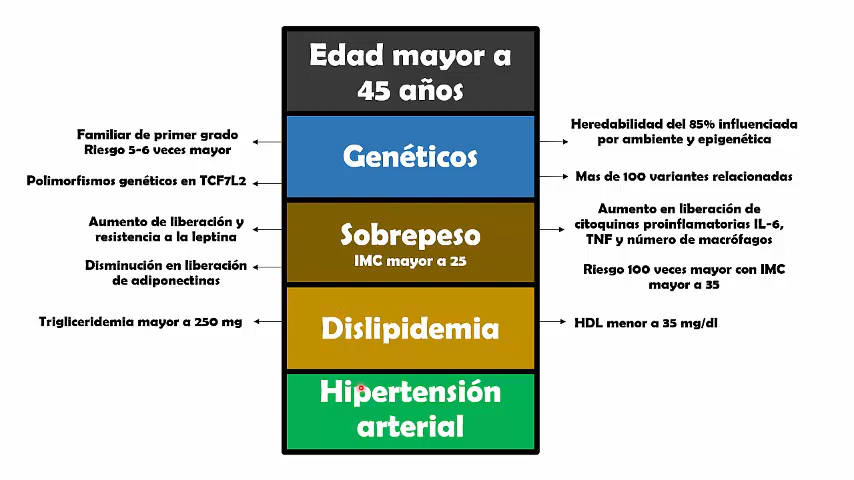 Edad mayor a
45 años
Familiar de primer grado
Riesgo 5-6 veces mayor
Polimorfismos genéticos en TCF7L2
Genéticos
Heredabilidad del 85% influenciada
por ambiente y epigenética
Mas de 100 variantes relacionadas
Aumento de liberación y
resistencia a la leptina
Disminución en liberación
de adiponectinas
Sobrepeso
IMC mayor a 25
Aumento en liberación de
citoquinas proinflamatorias IL-6,
TNF y número de macrófagos
Riesgo 100 veces mayor con IMC
mayor a 35
Trigliceridemia mayor a 250 mg
Dislipidemia
HDL menor a 35 mg/dl
Hipertensión
arterial